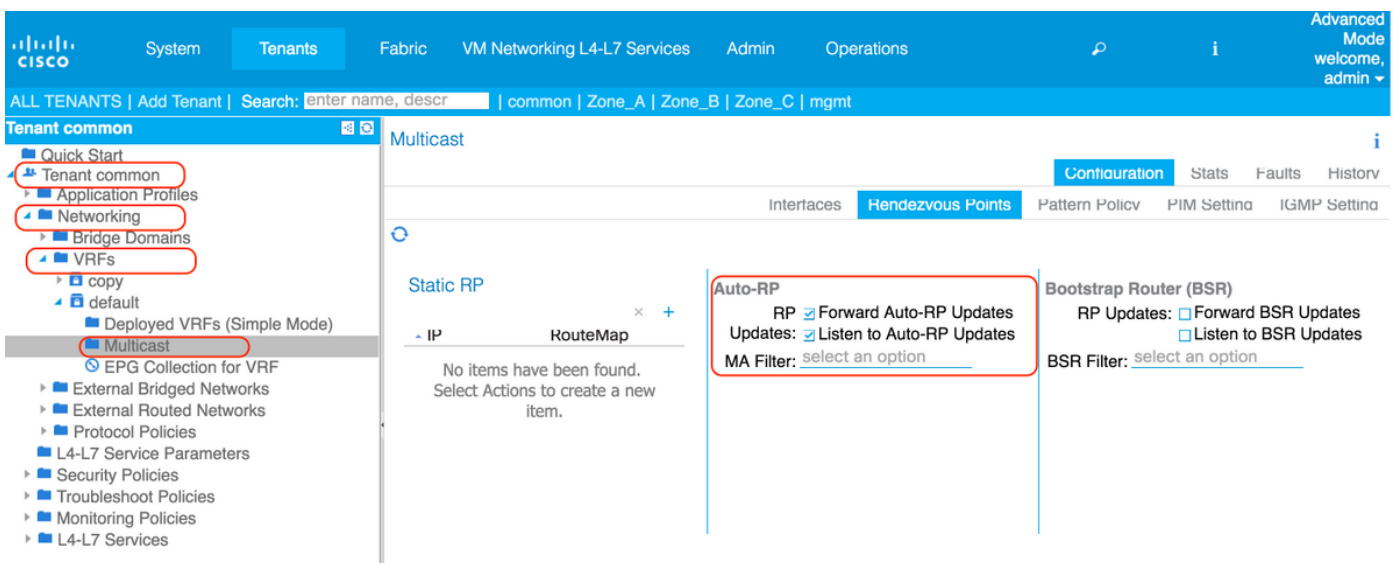 Advanced
Mode
welcome,
admin
CISCO
System
Tenants
Fabric
VM Networking L4-L7 Services
Admin
Operations
i
ALL TENANTS | Add Tenant | Search: enter name, descr | common | Zone_A | Zone_B | Zone_C | mgmt
Tenant common
Quick Start
Tenant common
Application Profiles
Networking
Bridge Domains
VRFs
copy
default
Deployed VRFs (Simple Mode)
Multicast
EPG Collection for VRF
External Bridged Networks
External Routed Networks
Protocol Policies
L4-L7 Service Parameters
Security Policies
Troubleshoot Policies
Monitoring Policies
L4-L7 Services
Multicast
i
Configuration Stats Faults History
Interfaces Rendezvous Points Pattern Policy PIM Setting IGMP Setting
Static RP
× +
IP RouteMap
No items have been found.
Select Actions to create a new
item.
Auto-RP
RP Forward Auto-RP Updates
Updates: Listen to Auto-RP Updates
MA Filter: select an option
Bootstrap Router (BSR)
RP Updates: Forward BSR Updates
Listen to BSR Updates
BSR Filter: select an option